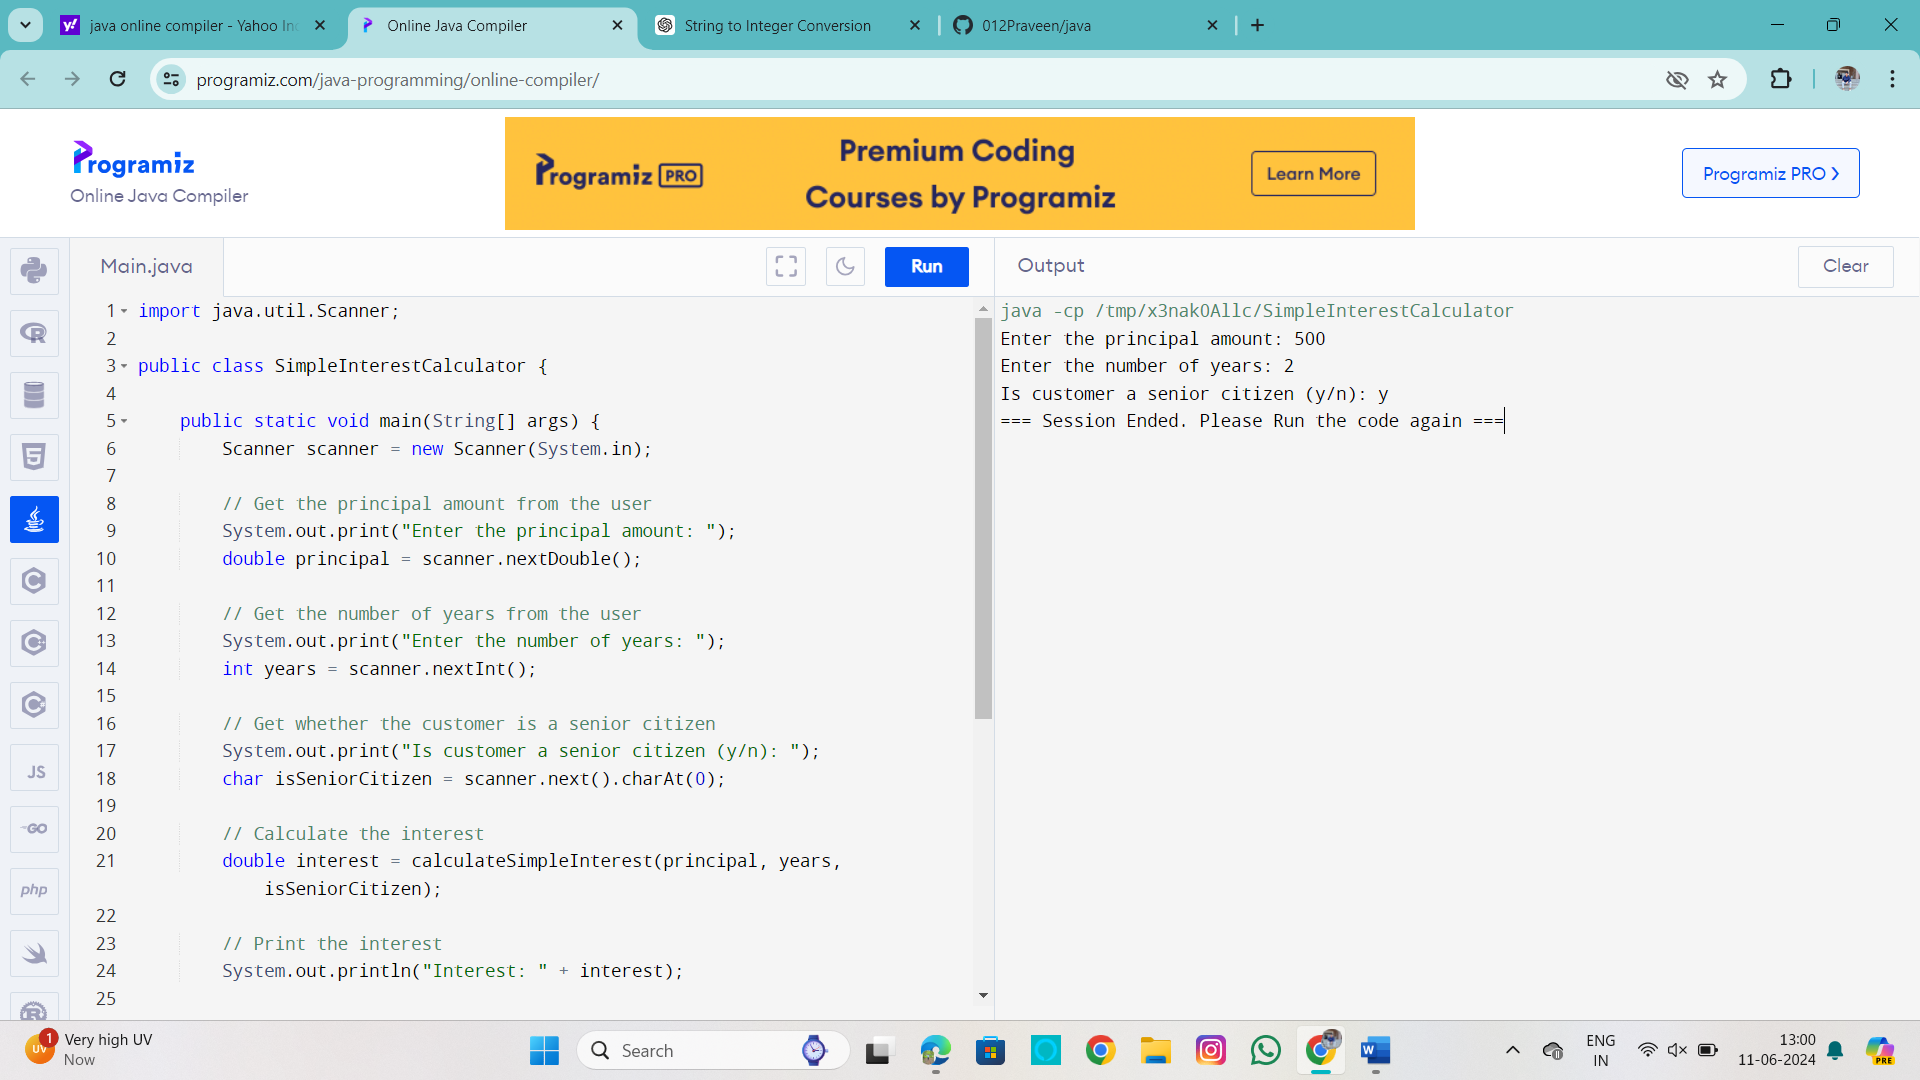 java online compiler - Yahoo In
Online Java Compiler
String to Integer Conversion
012Praveen/java
programiz.com/java-programming/online-compiler/
Programiz
Online Java Compiler
Programiz PRO
Premium Coding
Courses by Programiz
Learn More
Programiz PRO >
Main.java
Run
Output
Clear
1 import java.util.Scanner;
2
3 public class SimpleInterestCalculator {
4
5 public static void main(String[] args) {
6 Scanner scanner = new Scanner(System.in);
7
8 // Get the principal amount from the user
9 System.out.print("Enter the principal amount: ");
10 double principal = scanner.nextDouble();
11
12 // Get the number of years from the user
13 System.out.print("Enter the number of years: ");
14 int years = scanner.nextInt();
15
16 // Get whether the customer is a senior citizen
17 System.out.print("Is customer a senior citizen (y/n): ");
18 char isSeniorCitizen = scanner.next().charAt(0);
19
20 // Calculate the interest
21 double interest = calculateSimpleInterest(principal, years,
isSeniorCitizen);
22
23 // Print the interest
24 System.out.println("Interest: " + interest);
25
java -cp /tmp/x3nakOAllc/SimpleInterestCalculator
Enter the principal amount: 500
Enter the number of years: 2
Is customer a senior citizen (y/n): y
=== Session Ended. Please Run the code again ===
R
5
C
C
C
JS
GO
php
UV
1
Very high UV
Now
Search
W
ENG
IN
13:00
11-06-2024
PRE